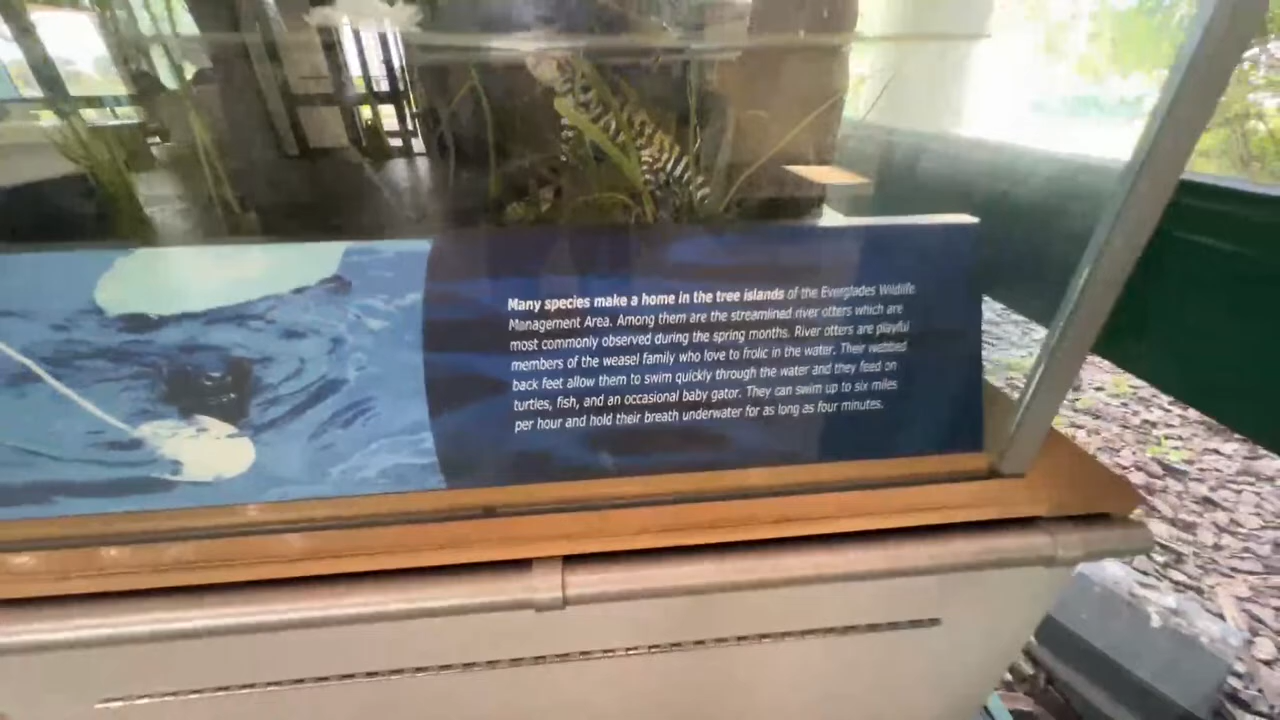 Many species make a home in the tree islands of the Everglades Wildlife
Management Area. Among them are the streamlined river otters which are
most commonly observed during the spring months. River otters are playful
members of the weasel family who love to frolic in the water. Their webbed
back feet allow them to swim quickly through the water and they feed on
turtles, fish, and an occasional baby gator. They can swim up to six miles
per hour and hold their breath underwater for as long as four minutes.